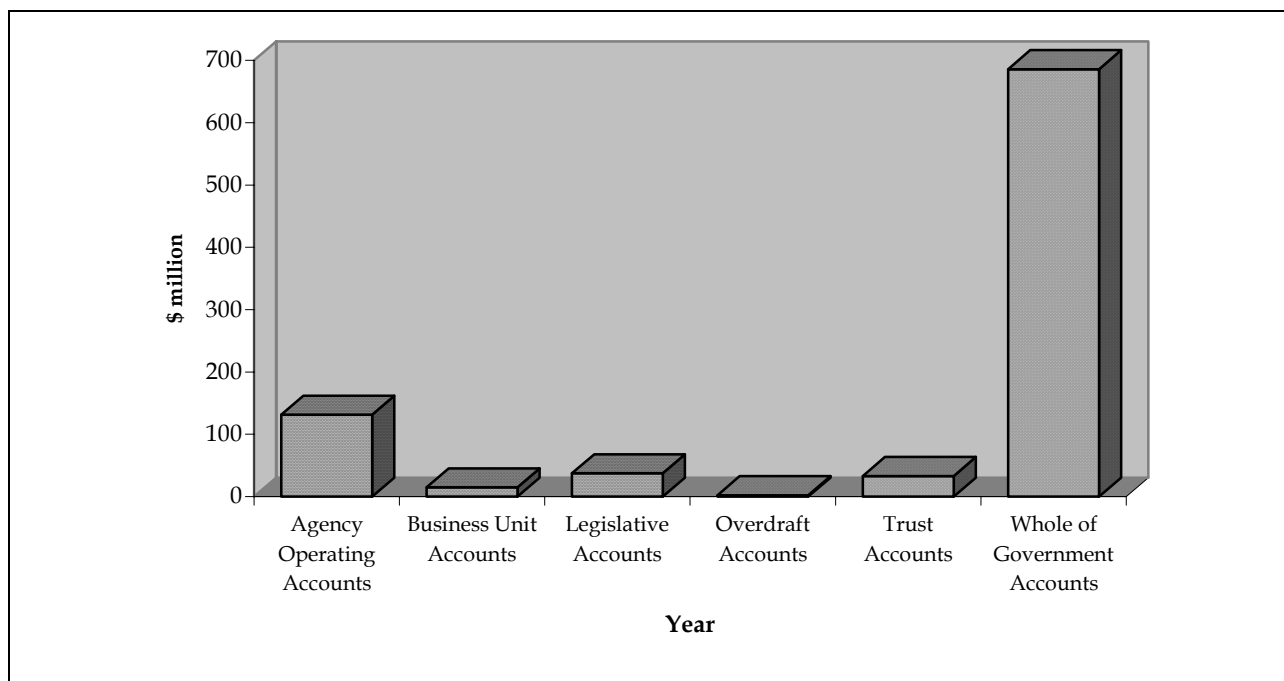 700
600
500
400
300
200
100
0
$ million
Agency
Operating
Accounts
Business Unit
Accounts
Legislative
Accounts
Overdraft
Accounts
Trust
Accounts
Whole of
Government
Accounts
Year